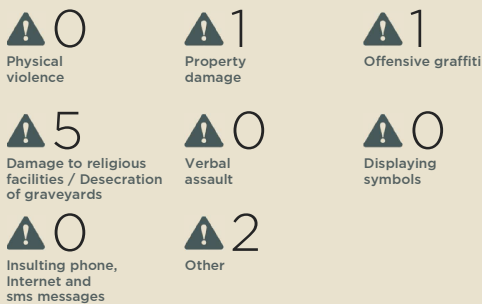 0
Physical
violence
1
Property
damage
1
Offensive graffiti
5
Damage to religious
facilities / Desecration
of graveyards
0
Verbal
assault
0
Displaying
symbols
0
Insulting phone,
Internet and
sms messages
2
Other